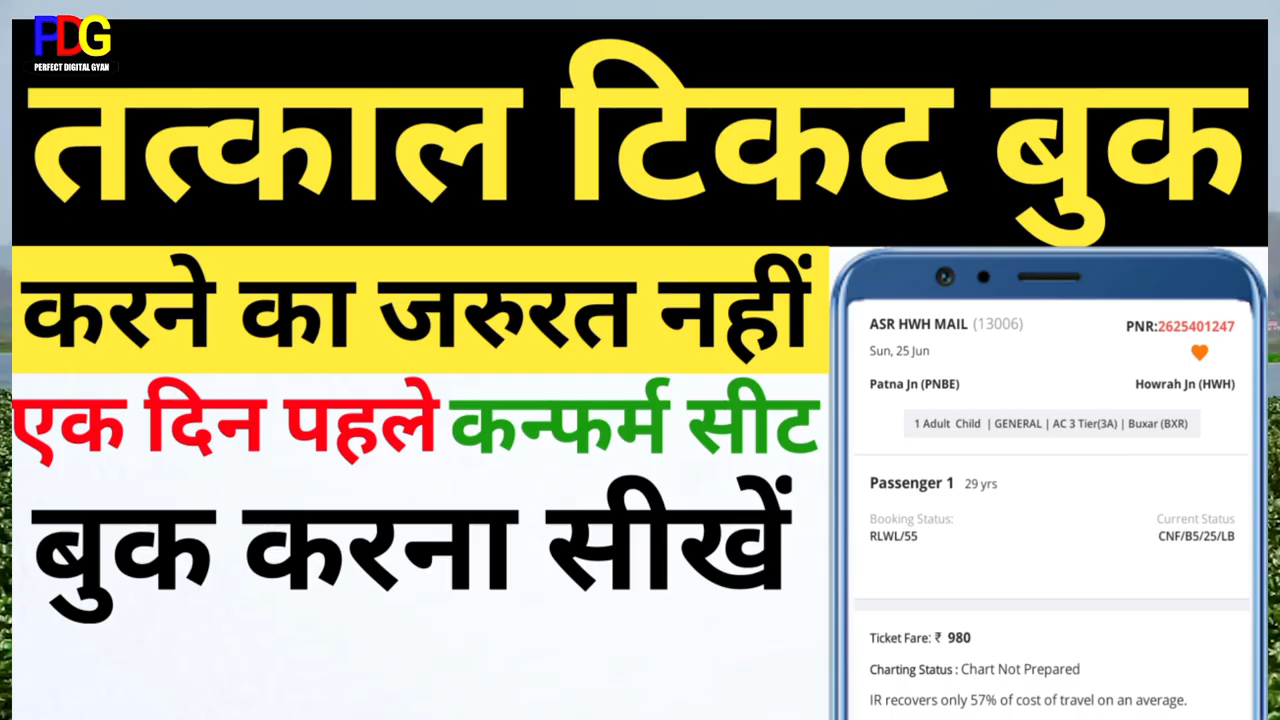 PDG
PERFECT DIGITAL GYAN
तत्काल टिकट बुक
करने का जरुरत नहीं
एक दिन पहले कन्फर्म सीट
बुक करना सीखें
ASR HWH MAIL (13006) PNR:2625401247
Sun, 25 Jun
Patna Jn (PNBE) Howrah Jn (HWH)
1 Adult Child | GENERAL | AC 3 Tier(3A) | Buxar (BXR)
Passenger 1 29 yrs
Booking Status: Current Status
RLWL/55 CNF/B5/25/LB
Ticket Fare: ₹ 980
Charting Status : Chart Not Prepared
IR recovers only 57% of cost of travel on an average.